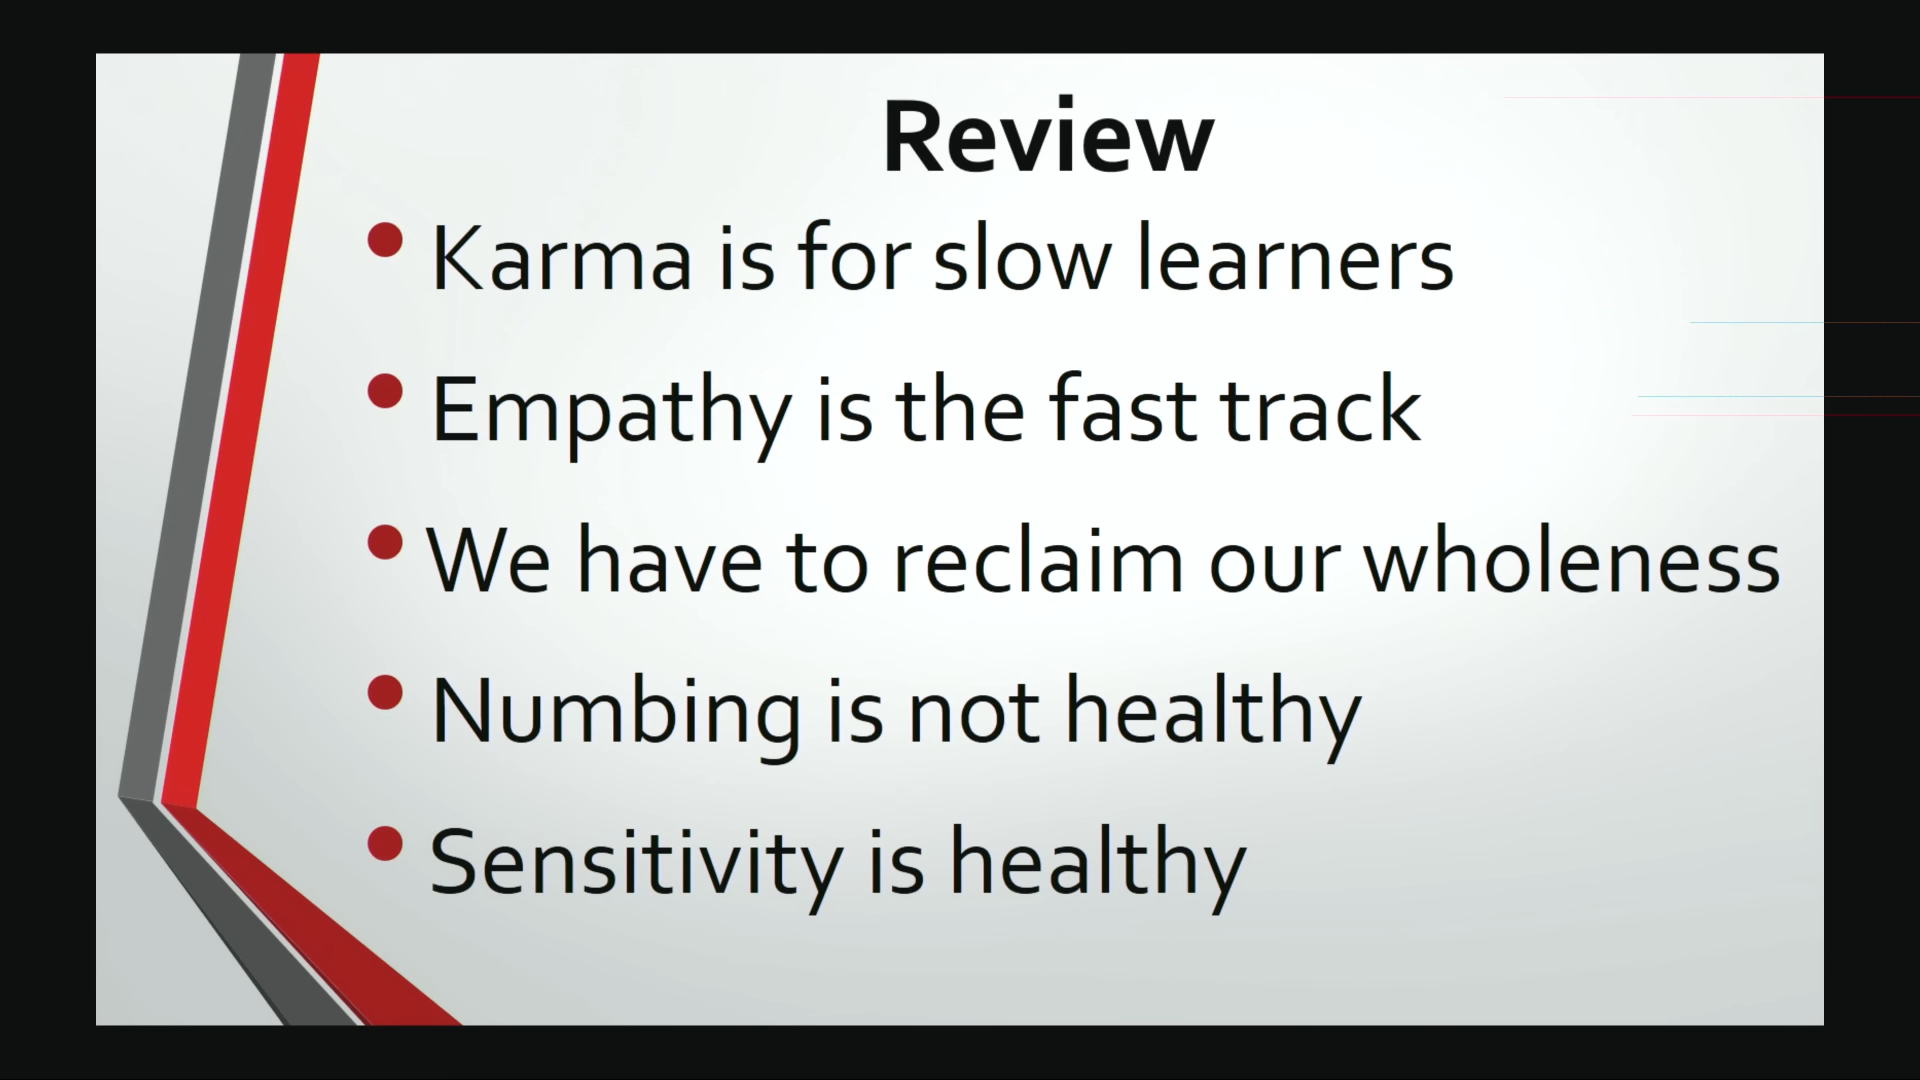 Review
• Karma is for slow learners
• Empathy is the fast track
• We have to reclaim our wholeness
• Numbing is not healthy
• Sensitivity is healthy